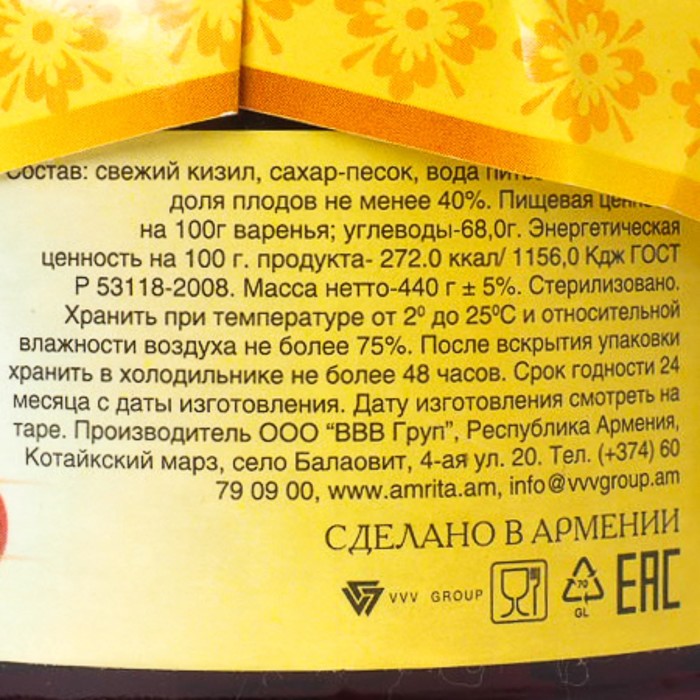 Состав: свежий кизил, сахар-песок, вода
доля плодов не менее 40%. Пищевая
на 100г варенья; углеводы-68,0г. Энергетическая
ценность на 100 г. продукта- 272.0 ккал/ 1156,0 Кдж ГОСТ
Р 53118-2008. Масса нетто-440 г ± 5%. Стерилизовано.
Хранить при температуре от 2⁰ до 25⁰С и относительной
влажности воздуха не более 75%. После вскрытия упаковки
хранить в холодильнике не более 48 часов. Срок годности 24
месяца с даты изготовления. Дату изготовления смотреть на
таре. Производитель ООО “ВВВ Груп”, Республика Армения,
Котайкский марз, село Балаовит, 4-ая ул. 20. Тел. (+374) 60
79 09 00, www.amrita.am, info@vvvgroup.am
СДЕЛАНО В АРМЕНИИ
VVV GROUP 70 GL EAC